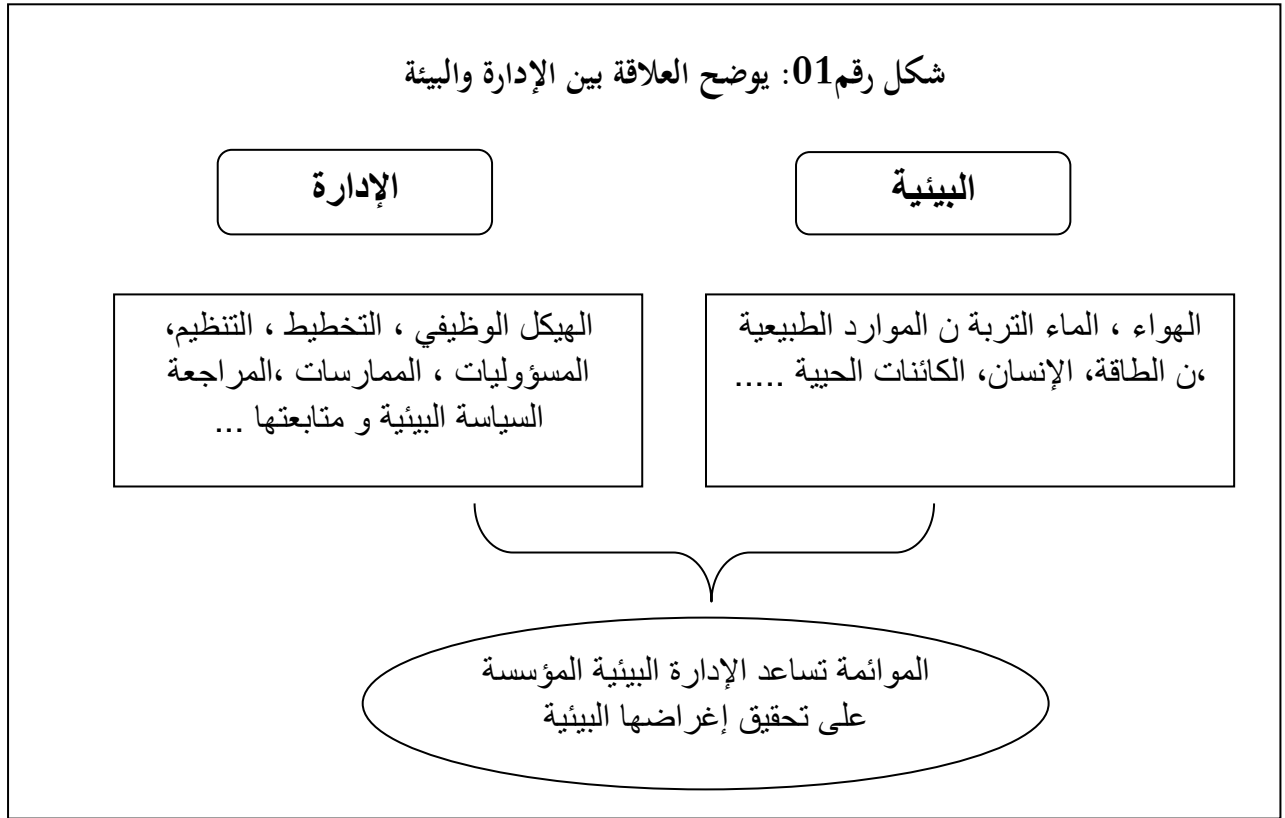 شكل رقم01: يوضح العلاقة بين الإدارة والبيئة
البيئية
الإدارة
الهواء ، الماء التربة ن الموارد الطبيعية
،ن الطاقة، الإنسان، الكائنات الحيية .....
الهيكل الوظيفي ، التخطيط ، التنظيم،
المسؤوليات ، الممارسات ،المراجعة
السياسة البيئية و متابعتها ...
الموائمة تساعد الإدارة البيئية المؤسسة
على تحقيق إغراضها البيئية